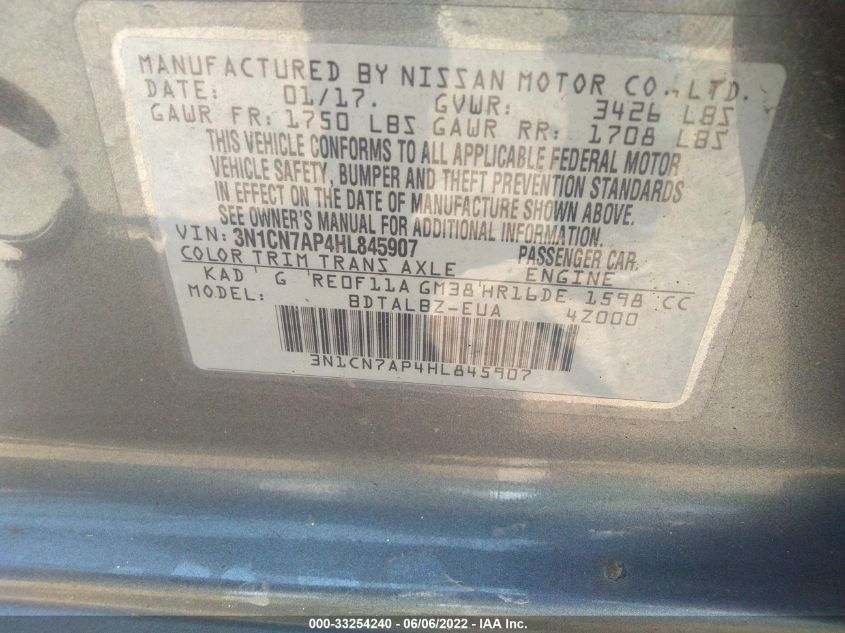 MANUFACTURED BY NISSAN MOTOR CO., LTD.
DATE: 01/17. GVWR: 3426 LBS
GAWR FR: 1750 LBS GAWR RR: 1708 LBS
THIS VEHICLE CONFORMS TO ALL APPLICABLE FEDERAL MOTOR
VEHICLE SAFETY, BUMPER AND THEFT PREVENTION STANDARDS
IN EFFECT ON THE DATE OF MANUFACTURE SHOWN ABOVE.
SEE OWNER'S MANUAL FOR ADDITIONAL INFORMATION.
VIN: 3N1CN7AP4HL845907 PASSENGER CAR
COLOR TRIM TRANS AXLE ENGINE
KAD G RE0F11A GM38 HR16DE 1598 CC
MODEL: BDTALBZ-EUA 4Z000
3N1CN7AP4HL845907
000-33254240 - 06/06/2022 - IAA Inc.